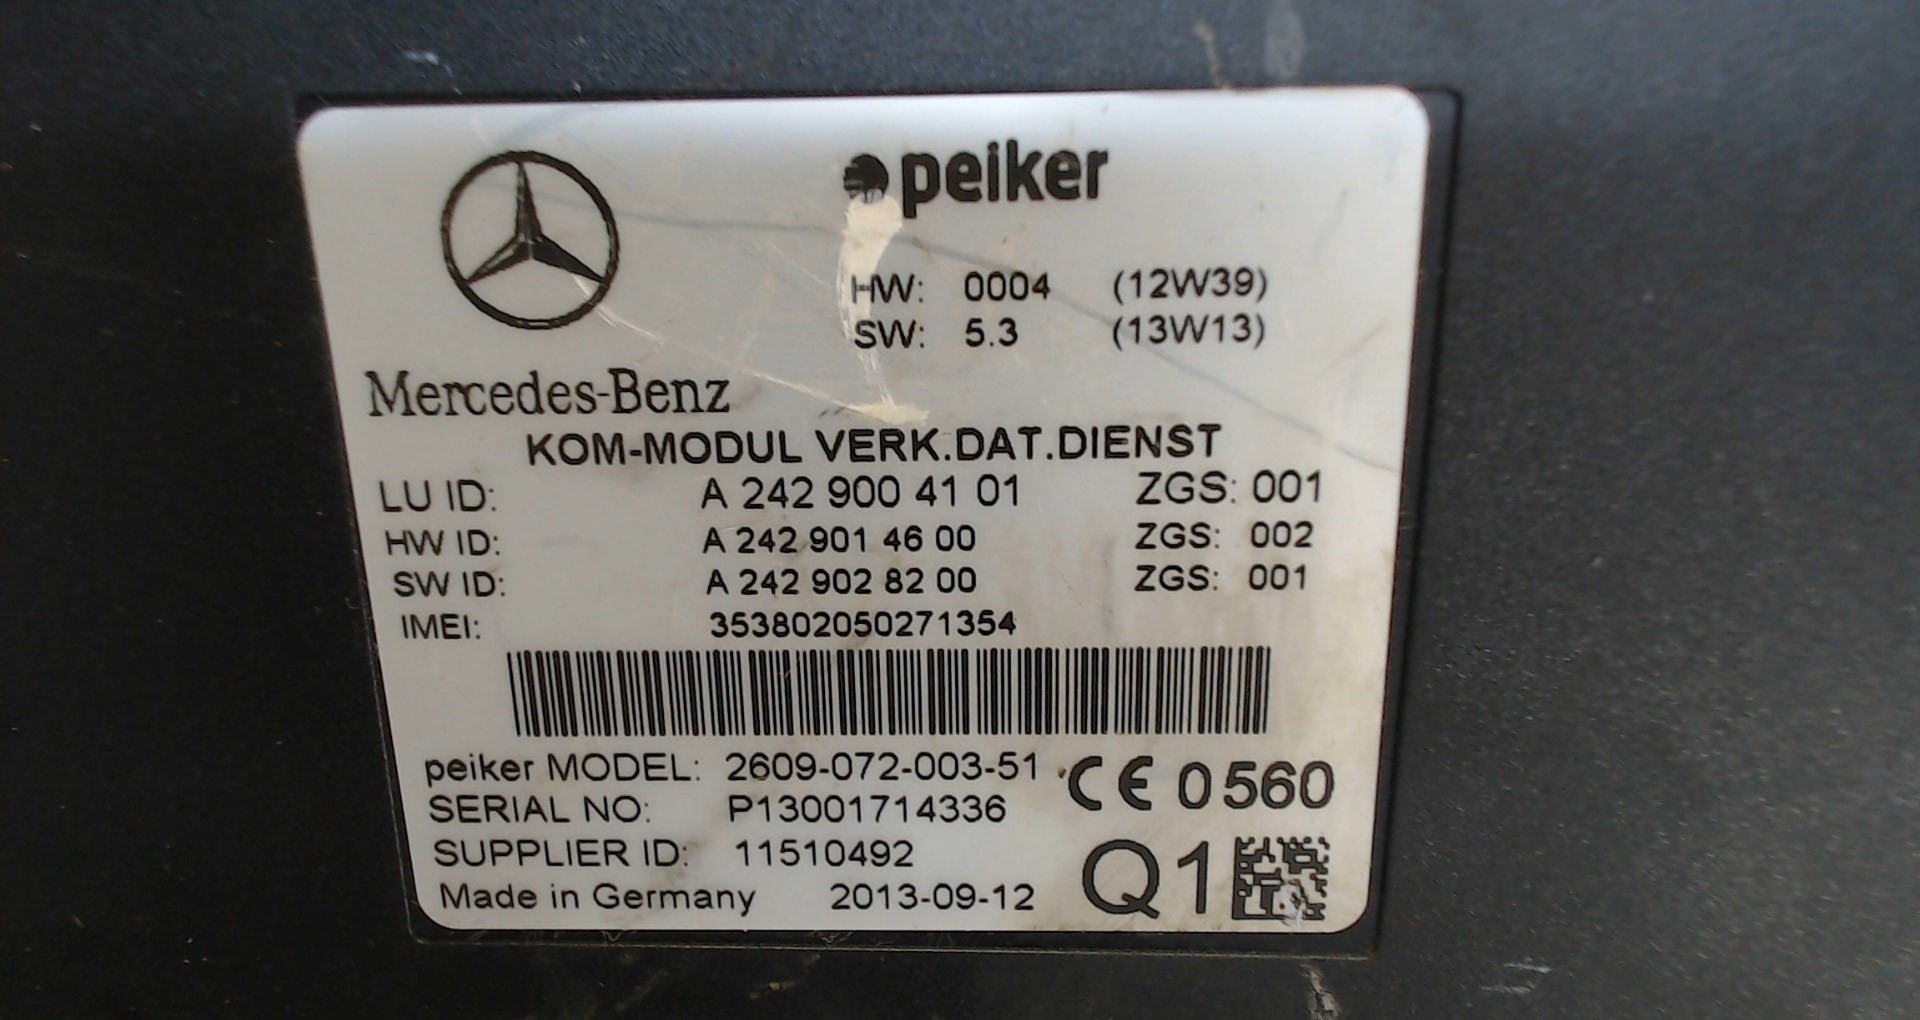 peiker
HW: 0004 (12W39)
SW: 5.3 (13W13)
Mercedes-Benz
KOM-MODUL VERK.DAT.DIENST
LU ID: A 242 900 41 01 ZGS: 001
HW ID: A 242 901 46 00 ZGS: 002
SW ID: A 242 902 82 00 ZGS: 001
IMEI: 353802050271354
peiker MODEL: 2609-072-003-51 CE 0560
SERIAL NO: P13001714336
SUPPLIER ID: 11510492
Made in Germany 2013-09-12 Q1